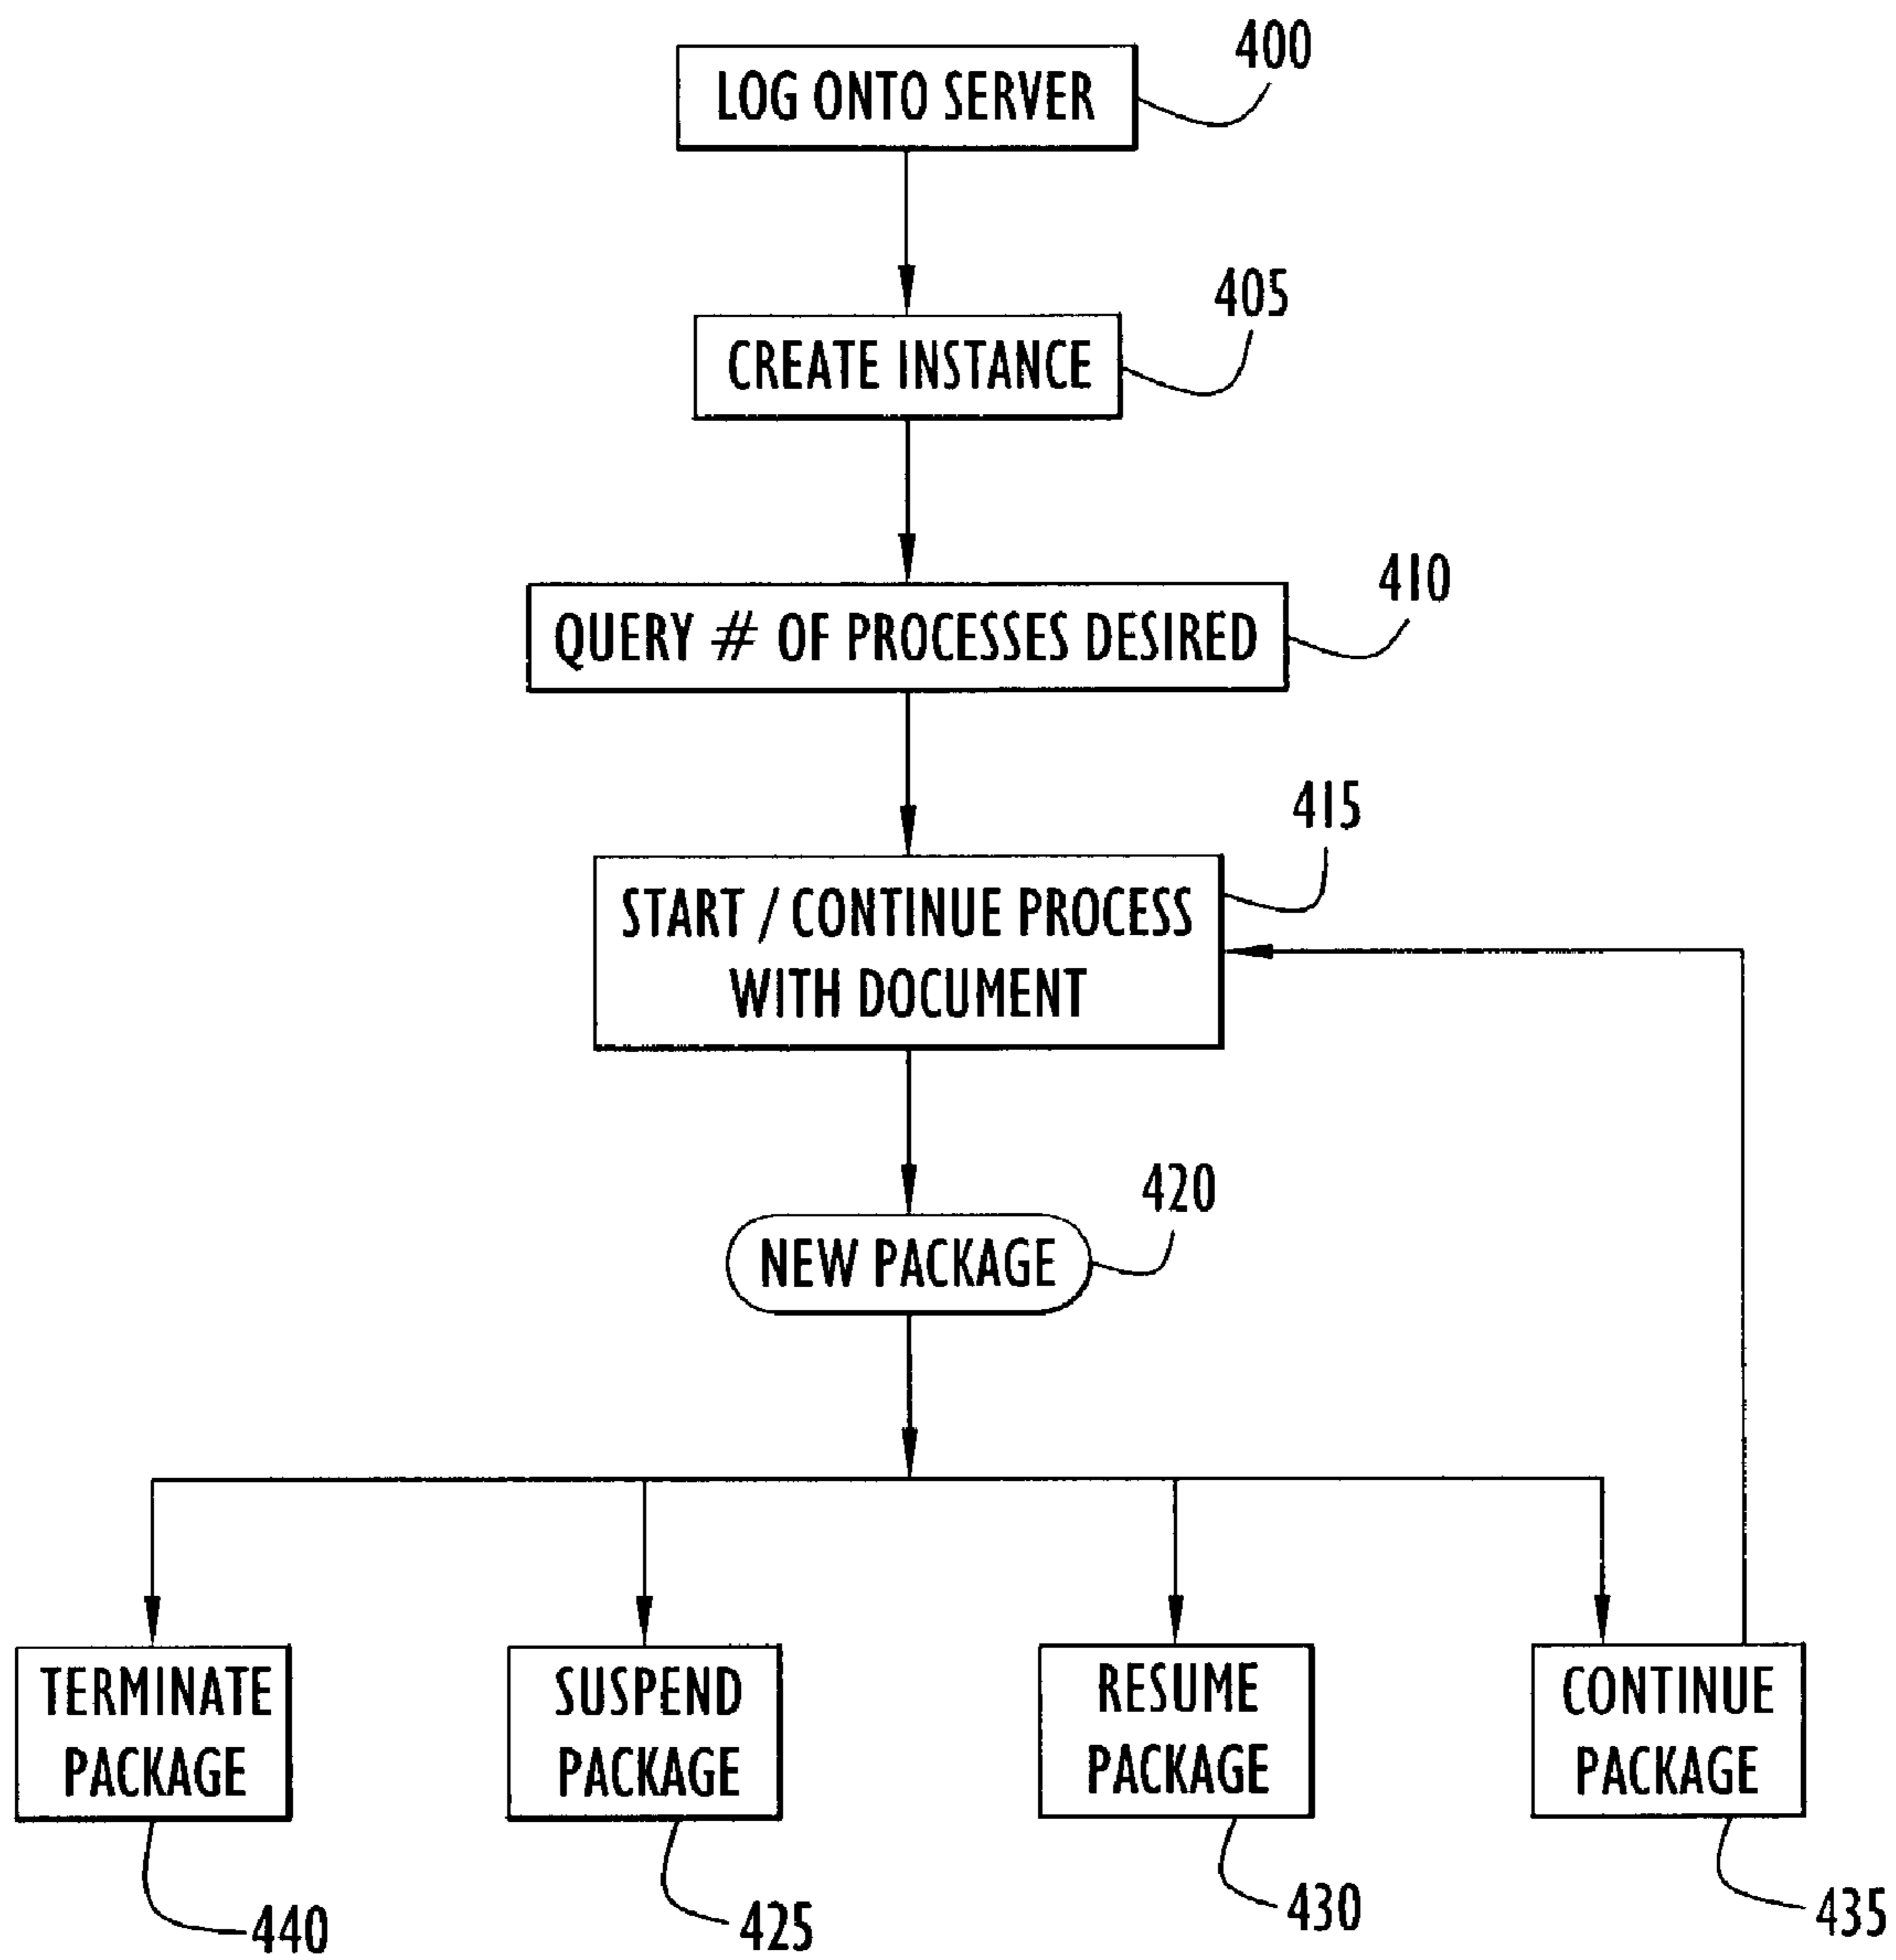 400
LOG ONTO SERVER
405
CREATE INSTANCE
410
QUERY # OF PROCESSES DESIRED
415
START / CONTINUE PROCESS
WITH DOCUMENT
420
NEW PACKAGE
TERMINATE
PACKAGE
SUSPEND
PACKAGE
RESUME
PACKAGE
CONTINUE
PACKAGE
440
425
430
435